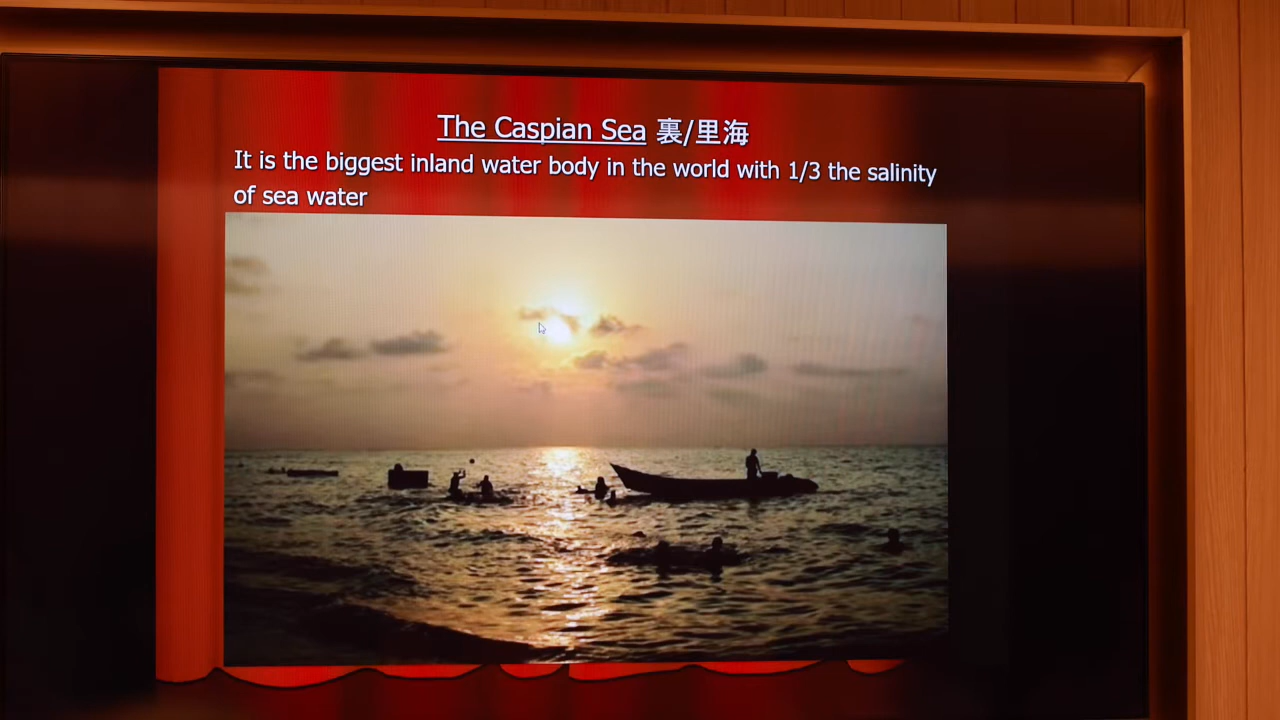 The Caspian Sea 裏/里海
It is the biggest inland water body in the world with 1/3 the salinity
of sea water